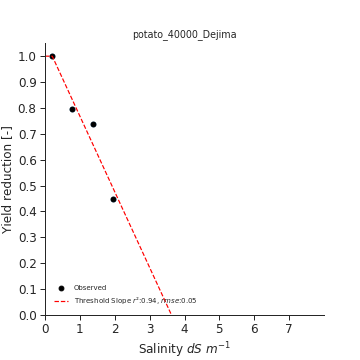 potato_40000_Dejima
Yield reduction [-]
1.0
0.9
0.8
0.7
0.6
0.5
0.4
0.3
0.2
0.1
0.0
Observed
Threshold Slope r²:0.94, rmse:0.05
0 1 2 3 4 5 6 7
Salinity dS m⁻¹